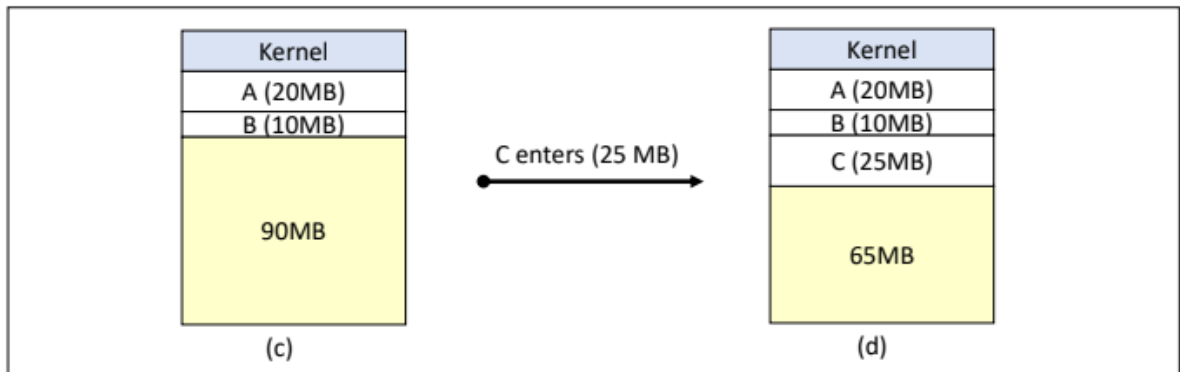 Kernel
A (20MB)
B (10MB)
90MB
(c)
C enters (25 MB)
Kernel
A (20MB)
B (10MB)
C (25MB)
65MB
(d)